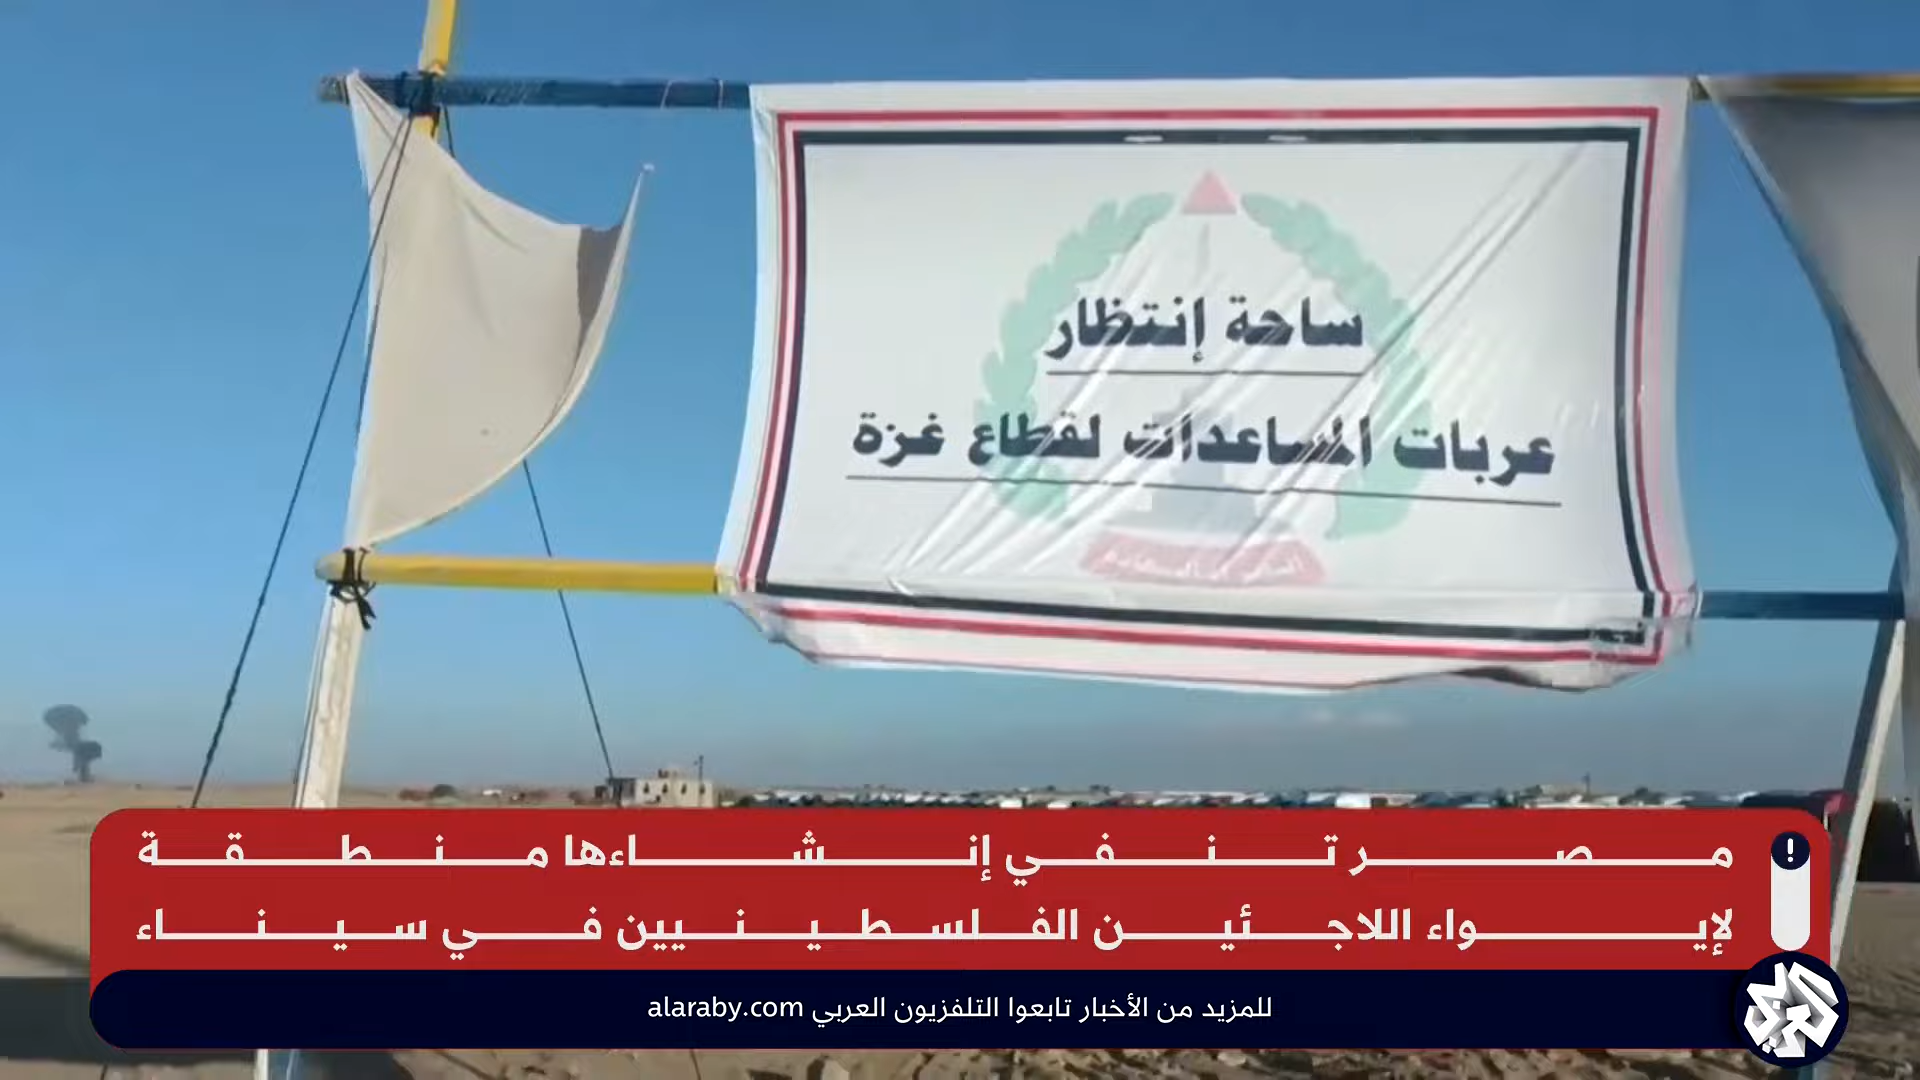 ساحة إنتظار
عربات المساعدات لقطاع غزة
مصر تنفي إنشاءها منطقة
لإيواء اللاجئين الفلسطينيين في سيناء
للمزيد من الأخبار تابعوا التلفزيون العربي alaraby.com
العربي